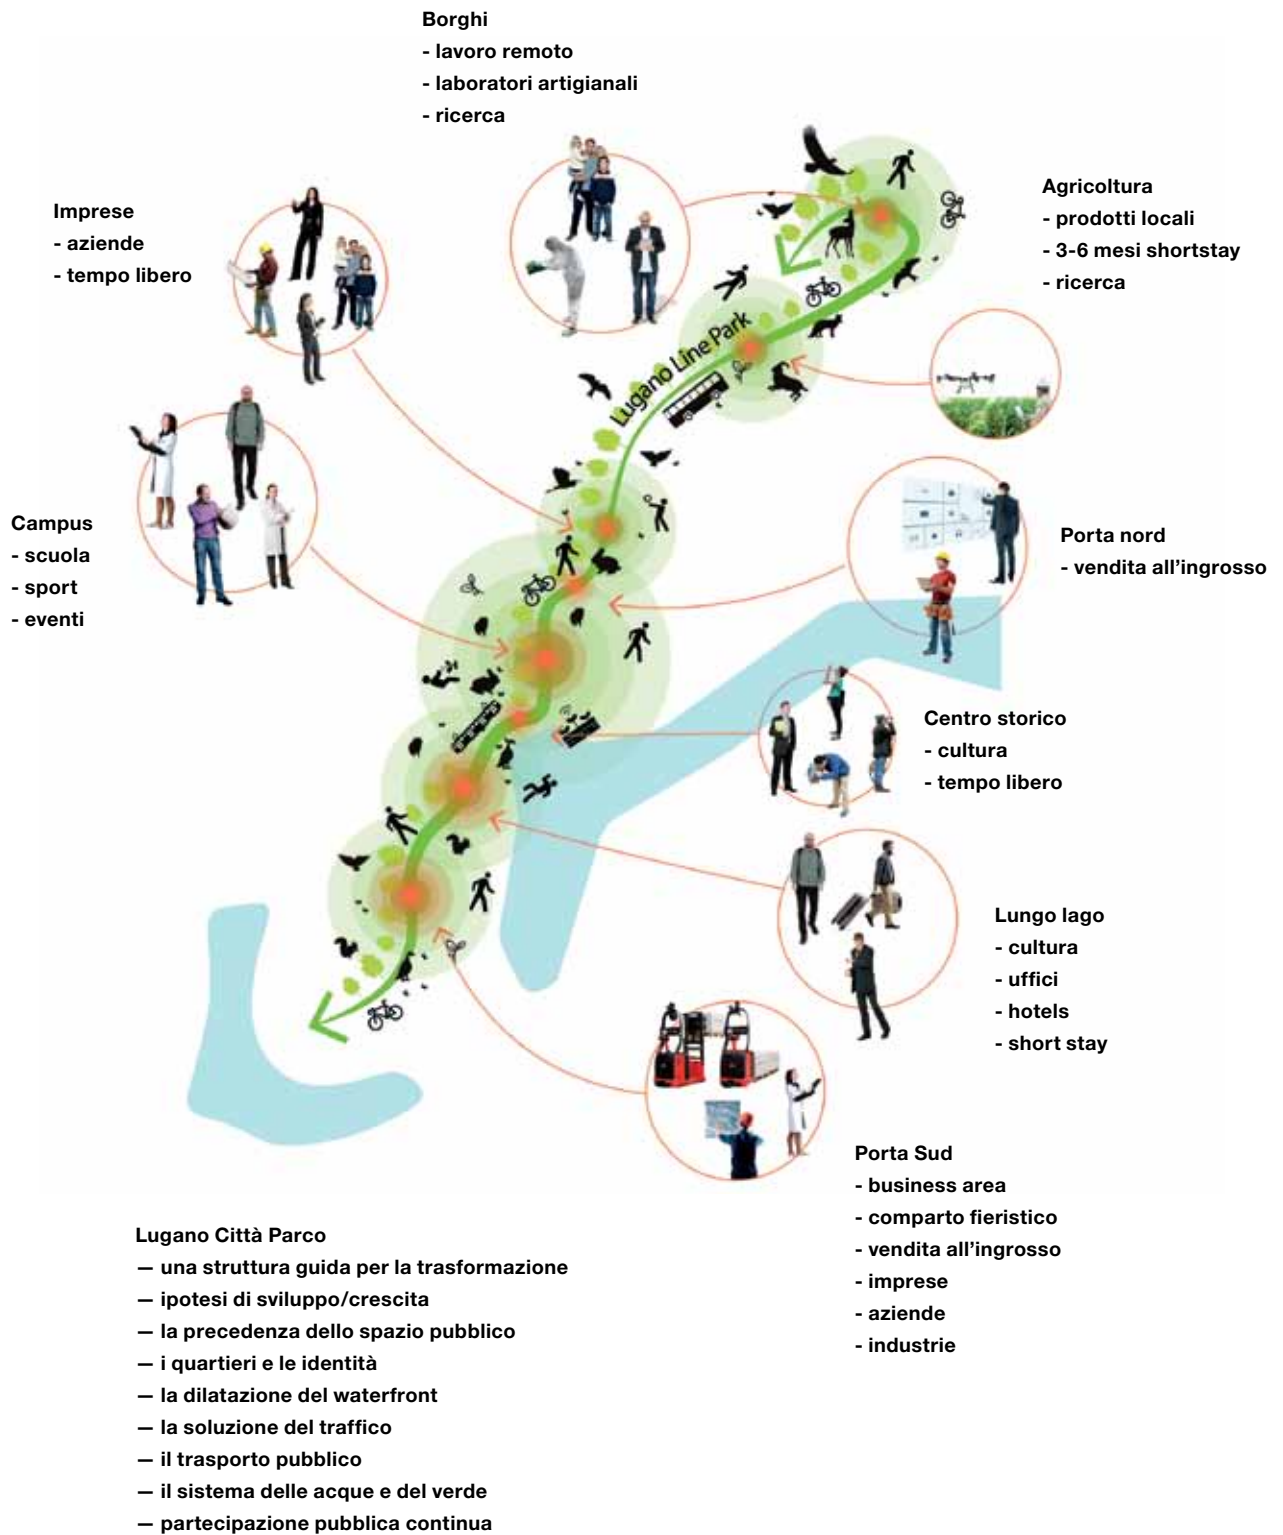 Borghi
- lavoro remoto
- laboratori artigianali
- ricerca
Imprese
- aziende
- tempo libero
Agricoltura
- prodotti locali
- 3-6 mesi shortstay
- ricerca
Lugano Line Park
Campus
- scuola
- sport
- eventi
Porta nord
- vendita all'ingrosso
Centro storico
- cultura
- tempo libero
Lungo lago
- cultura
- uffici
- hotels
- short stay
Porta Sud
- business area
- comparto fieristico
- vendita all'ingrosso
- imprese
- aziende
- industrie
Lugano Città Parco
— una struttura guida per la trasformazione
— ipotesi di sviluppo/crescita
— la precedenza dello spazio pubblico
— i quartieri e le identità
— la dilatazione del waterfront
— la soluzione del traffico
— il trasporto pubblico
— il sistema delle acque e del verde
— partecipazione pubblica continua